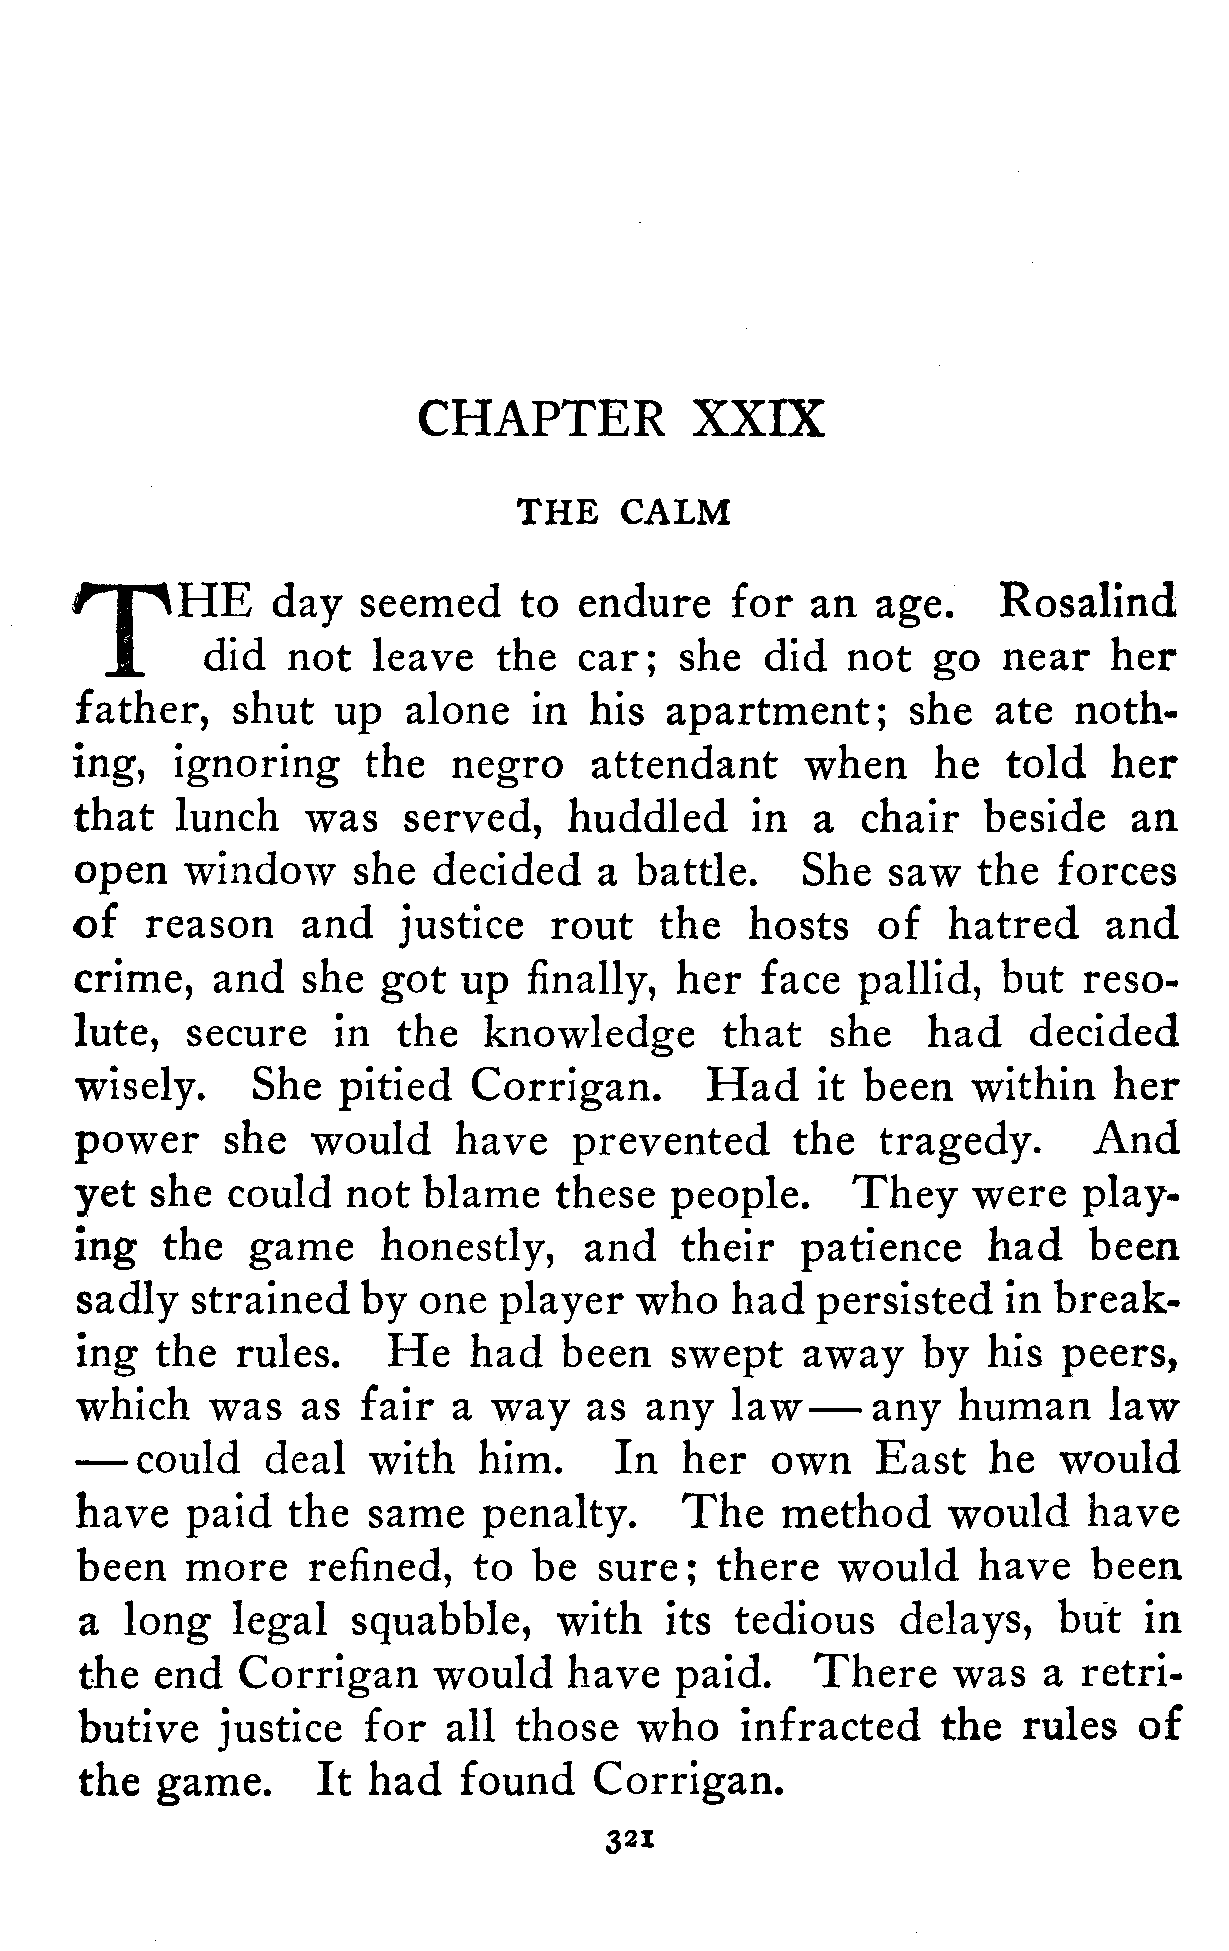 CHAPTER XXIX
THE CALM
THE day seemed to endure for an age. Rosalind
did not leave the car; she did not go near her
father, shut up alone in his apartment; she ate noth-
ing, ignoring the negro attendant when he told her
that lunch was served, huddled in a chair beside an
open window she decided a battle. She saw the forces
of reason and justice rout the hosts of hatred and
crime, and she got up finally, her face pallid, but reso-
lute, secure in the knowledge that she had decided
wisely. She pitied Corrigan. Had it been within her
power she would have prevented the tragedy. And
yet she could not blame these people. They were play-
ing the game honestly, and their patience had been
sadly strained by one player who had persisted in break-
ing the rules. He had been swept away by his peers,
which was as fair a way as any law — any human law
— could deal with him. In her own East he would
have paid the same penalty. The method would have
been more refined, to be sure; there would have been
a long legal squabble, with its tedious delays, but in
the end Corrigan would have paid. There was a retri-
butive justice for all those who infracted the rules of
the game. It had found Corrigan.
321